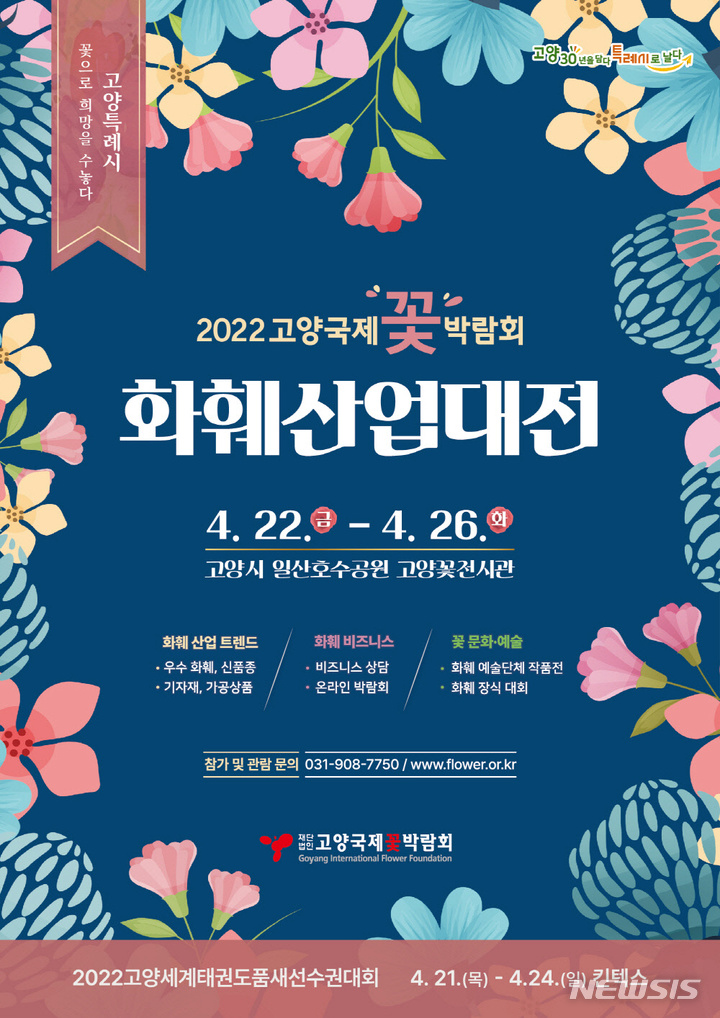 고양특례시
꽃으로 희망을 수놓다
고양30년을 담다 특례시로 날다
2022 고양국제꽃박람회
화훼산업대전
4. 22.금 – 4. 26.화
고양시 일산호수공원 고양꽃전시관
화훼 산업 트렌드
• 우수 화훼, 신품종
• 기자재, 가공상품
화훼 비즈니스
• 비즈니스 상담
• 온라인 박람회
꽃 문화·예술
• 화훼 예술단체 작품전
• 화훼 장식 대회
참가 및 관람 문의 031-908-7750 / www.flower.or.kr
재단법인 고양국제꽃박람회
Goyang International Flower Foundation
2022고양세계태권도품새선수권대회 4. 21.(목) - 4.24.(일) 킨텍스
NEWSIS